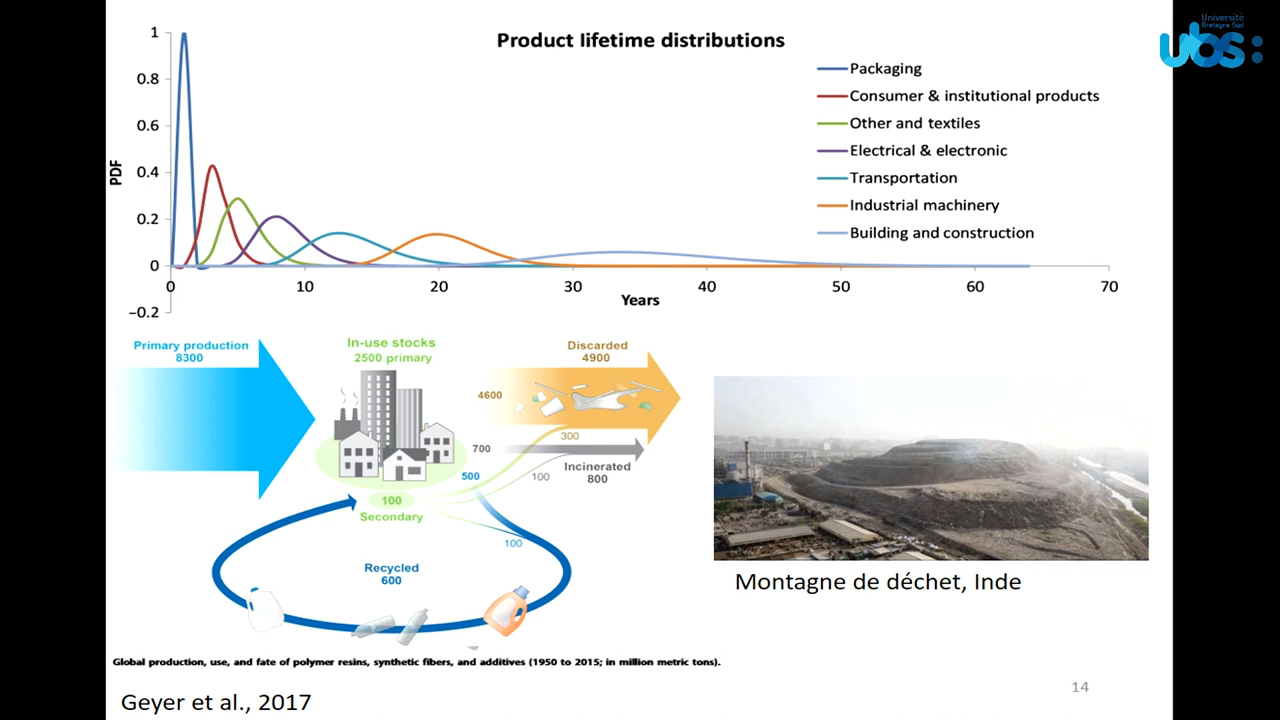 Université
Bretagne Sud
ubs:
Product lifetime distributions
PDF
1
0.8
0.6
0.4
0.2
0
−0.2
0
10
20
30
40
50
60
70
Years
Packaging
Consumer & institutional products
Other and textiles
Electrical & electronic
Transportation
Industrial machinery
Building and construction
Primary production
8300
In-use stocks
2500 primary
Discarded
4900
4600
300
700
500
100
Incinerated
800
100
Secondary
100
Recycled
600
Montagne de déchet, Inde
Global production, use, and fate of polymer resins, synthetic fibers, and additives (1950 to 2015; in million metric tons).
Geyer et al., 2017
14